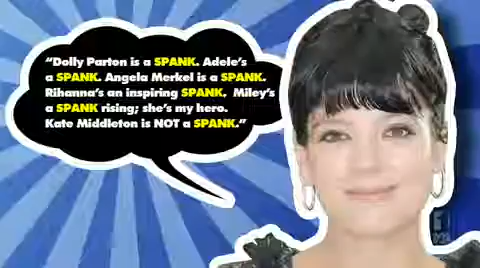 “Dolly Parton is a SPANK. Adele’s
a SPANK. Angela Merkel is a SPANK.
Rihanna’s an inspiring SPANK, Miley’s
a SPANK rising; she’s my hero.
Kate Middleton is NOT a SPANK.”